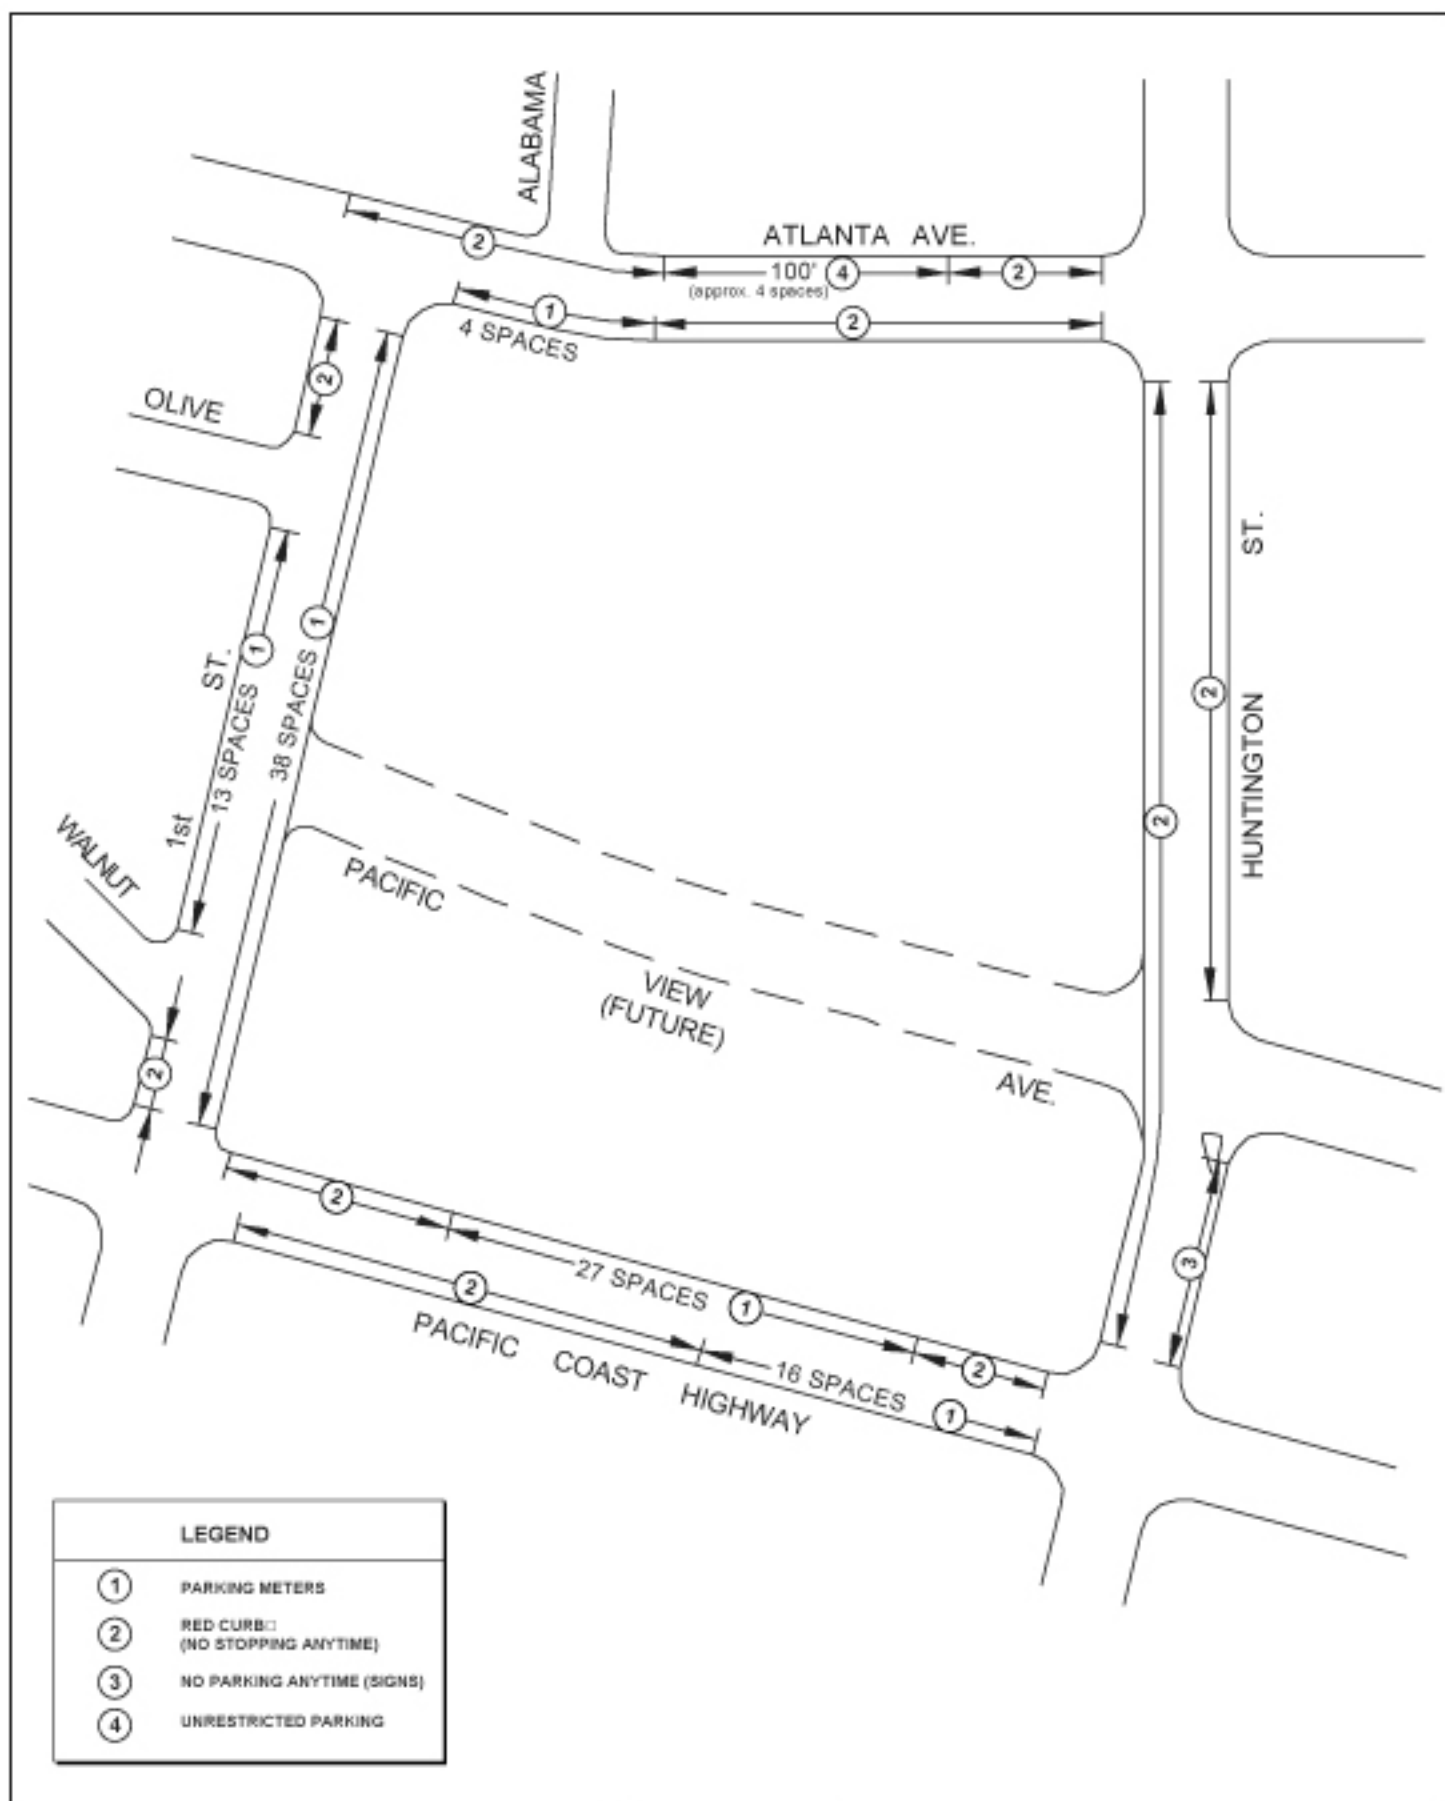 ALABAMA
②
ATLANTA AVE.
100' ④ ②
(approx. 4 spaces)
①
4 SPACES
②
②
OLIVE
ST.
①
①
1st
13 SPACES
38 SPACES
②
HUNTINGTON
②
WALNUT
PACIFIC
VIEW
(FUTURE)
AVE.
②
②
③
27 SPACES
①
②
②
16 SPACES
①
PACIFIC COAST HIGHWAY
ST.
LEGEND
① PARKING METERS
② RED CURB□
(NO STOPPING ANYTIME)
③ NO PARKING ANYTIME (SIGNS)
④ UNRESTRICTED PARKING